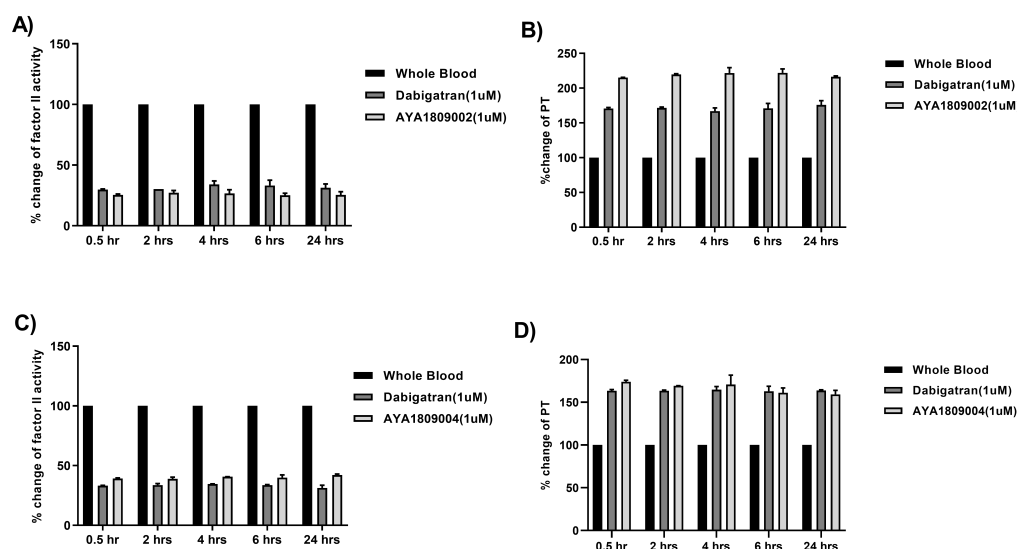 A)
% change of factor II activity
150
100
50
0
0.5 hr 2 hrs 4 hrs 6 hrs 24 hrs
Whole Blood
Dabigatran(1uM)
AYA1809002(1uM)
B)
%change of PT
250
200
150
100
50
0
0.5 hr 2 hrs 4 hrs 6 hrs 24 hrs
Whole Blood
Dabigatran(1uM)
AYA1809002(1uM)
C)
% change of factor II activity
150
100
50
0
0.5 hr 2 hrs 4 hrs 6 hrs 24 hrs
Whole Blood
Dabigatran(1uM)
AYA1809004(1uM)
D)
% change of PT
200
150
100
50
0
0.5 hr 2 hrs 4 hrs 6 hrs 24 hrs
Whole Blood
Dabigatran(1uM)
AYA1809004(1uM)